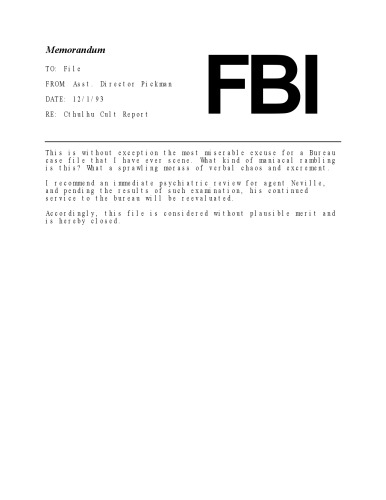 Memorandum
FBI
TO: File
FROM: Asst. Director Pickman
DATE: 12/1/93
RE: Cthulhu Cult Report
This is without exception the most miserable excuse for a Bureau
case file that I have ever scene. What kind of maniacal rambling
is this? What a sprawling morass of verbal chaos and excrement.
I recommend an immediate psychiatric review for agent Neville,
and pending the results of such examination, his continued
service to the bureau will be reevaluated.
Accordingly, this file is considered without plausible merit and
is hereby closed.